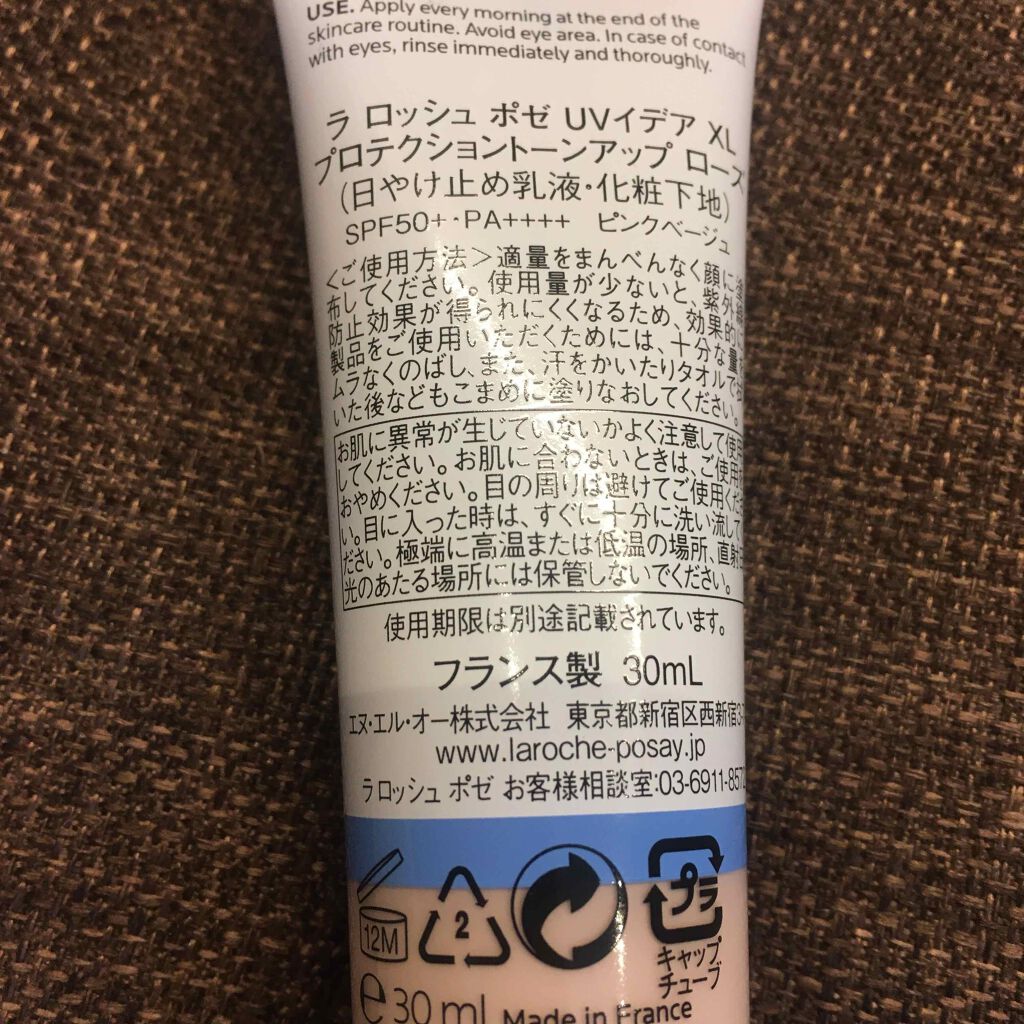 USE. Apply every morning at the end of the
skincare routine. Avoid eye area. In case of contact
with eyes, rinse immediately and thoroughly.
ラ ロッシュ ポゼ UVイデア XL
プロテクショントーンアップ ローズ
(日やけ止め乳液・化粧下地)
SPF50+・PA++++ ピンクベージュ
<ご使用方法>適量をまんべんなく顔に塗
布してください。使用量が少ないと、紫外線
防止効果が得られにくくなるため、効果的に
製品をご使用いただくためには、十分な量を
ムラなくのばし、また、汗をかいたりタオルでふ
いた後などもこまめに塗りなおしてください。
お肌に異常が生じていないかよく注意して使用
してください。お肌に合わないときは、ご使用を
おやめください。目の周りは避けてご使用くださ
い。目に入った時は、すぐに十分に洗い流して
ください。極端に高温または低温の場所、直射日
光のあたる場所には保管しないでください。
使用期限は別途記載されています。
フランス製 30mL
エヌ・エル・オー株式会社 東京都新宿区西新宿3-
www.laroche-posay.jp
ラ ロッシュ ポゼ お客様相談室:03-6911-8572
12M 2 プラ
キャップ
チューブ
e30 ml Made in France